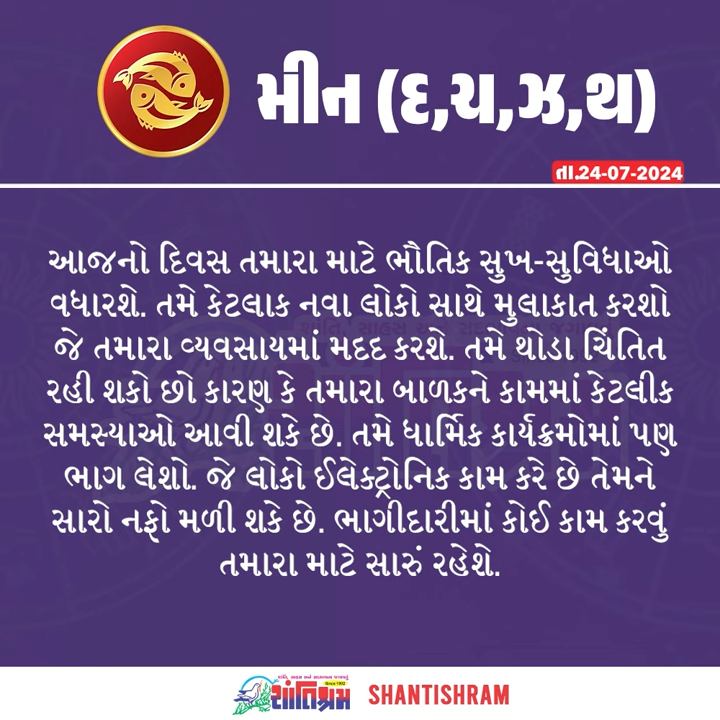 મીન (દ,ચ,ઝ,થ)
તા.24-07-2024
આજનો દિવસ તમારા માટે ભૌતિક સુખ-સુવિધાઓ
વધારશે. તમે કેટલાક નવા લોકો સાથે મુલાકાત કરશો
જે તમારા વ્યવસાયમાં મદદ કરશે. તમે થોડા ચિંતિત
રહી શકો છો કારણ કે તમારા બાળકને કામમાં કેટલીક
સમસ્યાઓ આવી શકે છે. તમે ધાર્મિક કાર્યક્રમોમાં પણ
ભાગ લેશો. જે લોકો ઈલેક્ટ્રોનિક કામ કરે છે તેમને
સારો નફો મળી શકે છે. ભાગીદારીમાં કોઈ કામ કરવું
તમારા માટે સારું રહેશે.
Since 1992
શાંતિશ્રમ SHANTISHRAM